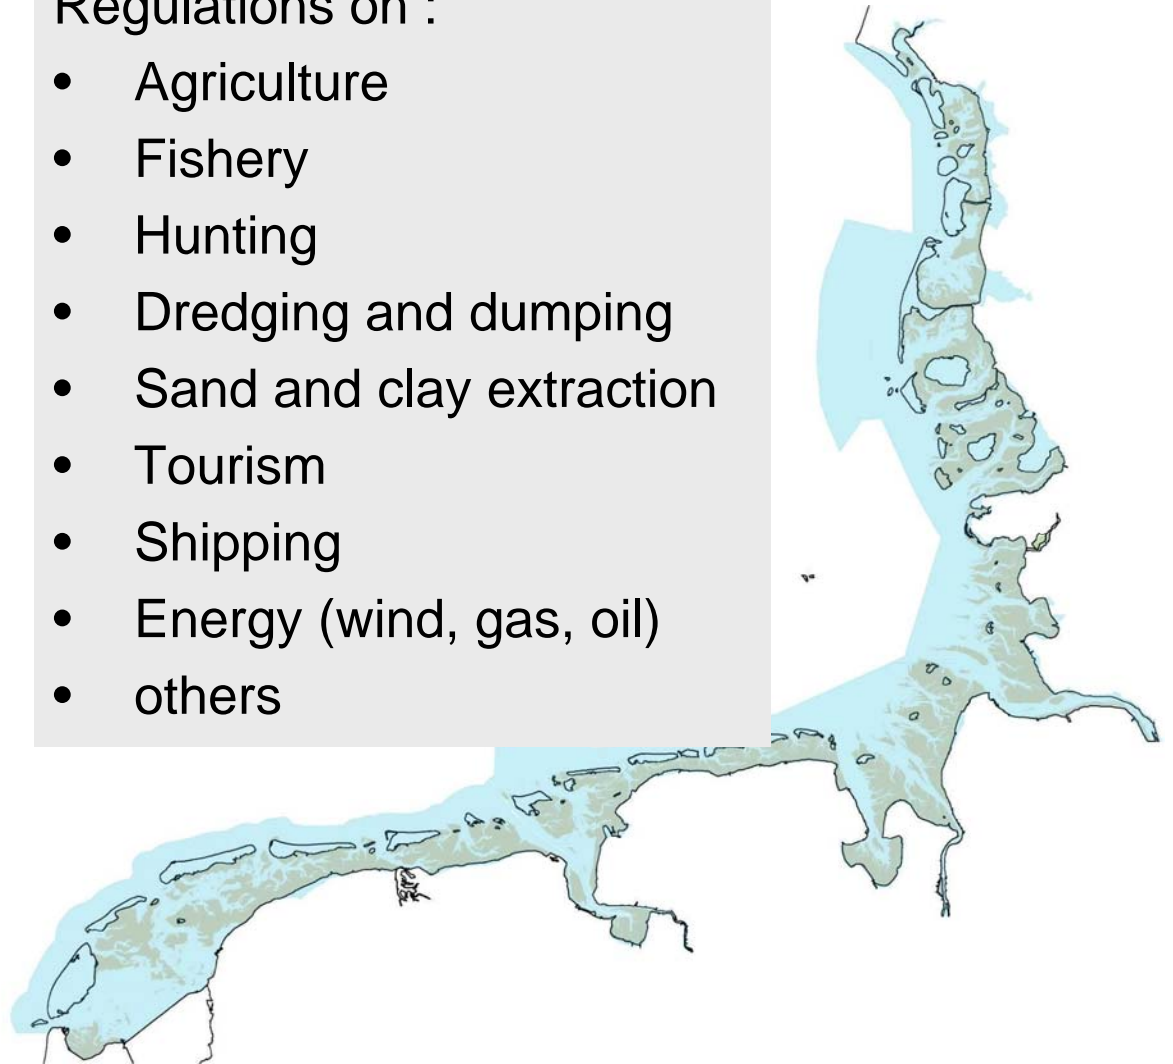 Regulations on :
• Agriculture
• Fishery
• Hunting
• Dredging and dumping
• Sand and clay extraction
• Tourism
• Shipping
• Energy (wind, gas, oil)
• others